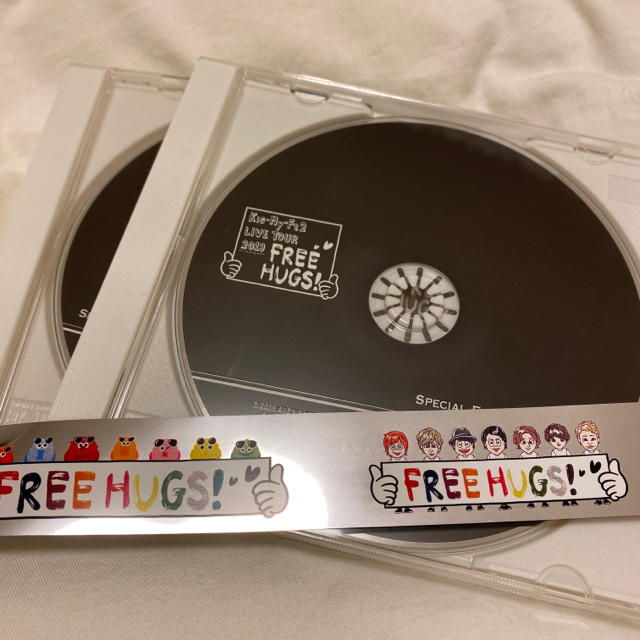 Kis-My-Ft2
LIVE TOUR
2019
FREE
HUGS!
SPECIAL
FREE HUGS!
FREE HUGS!